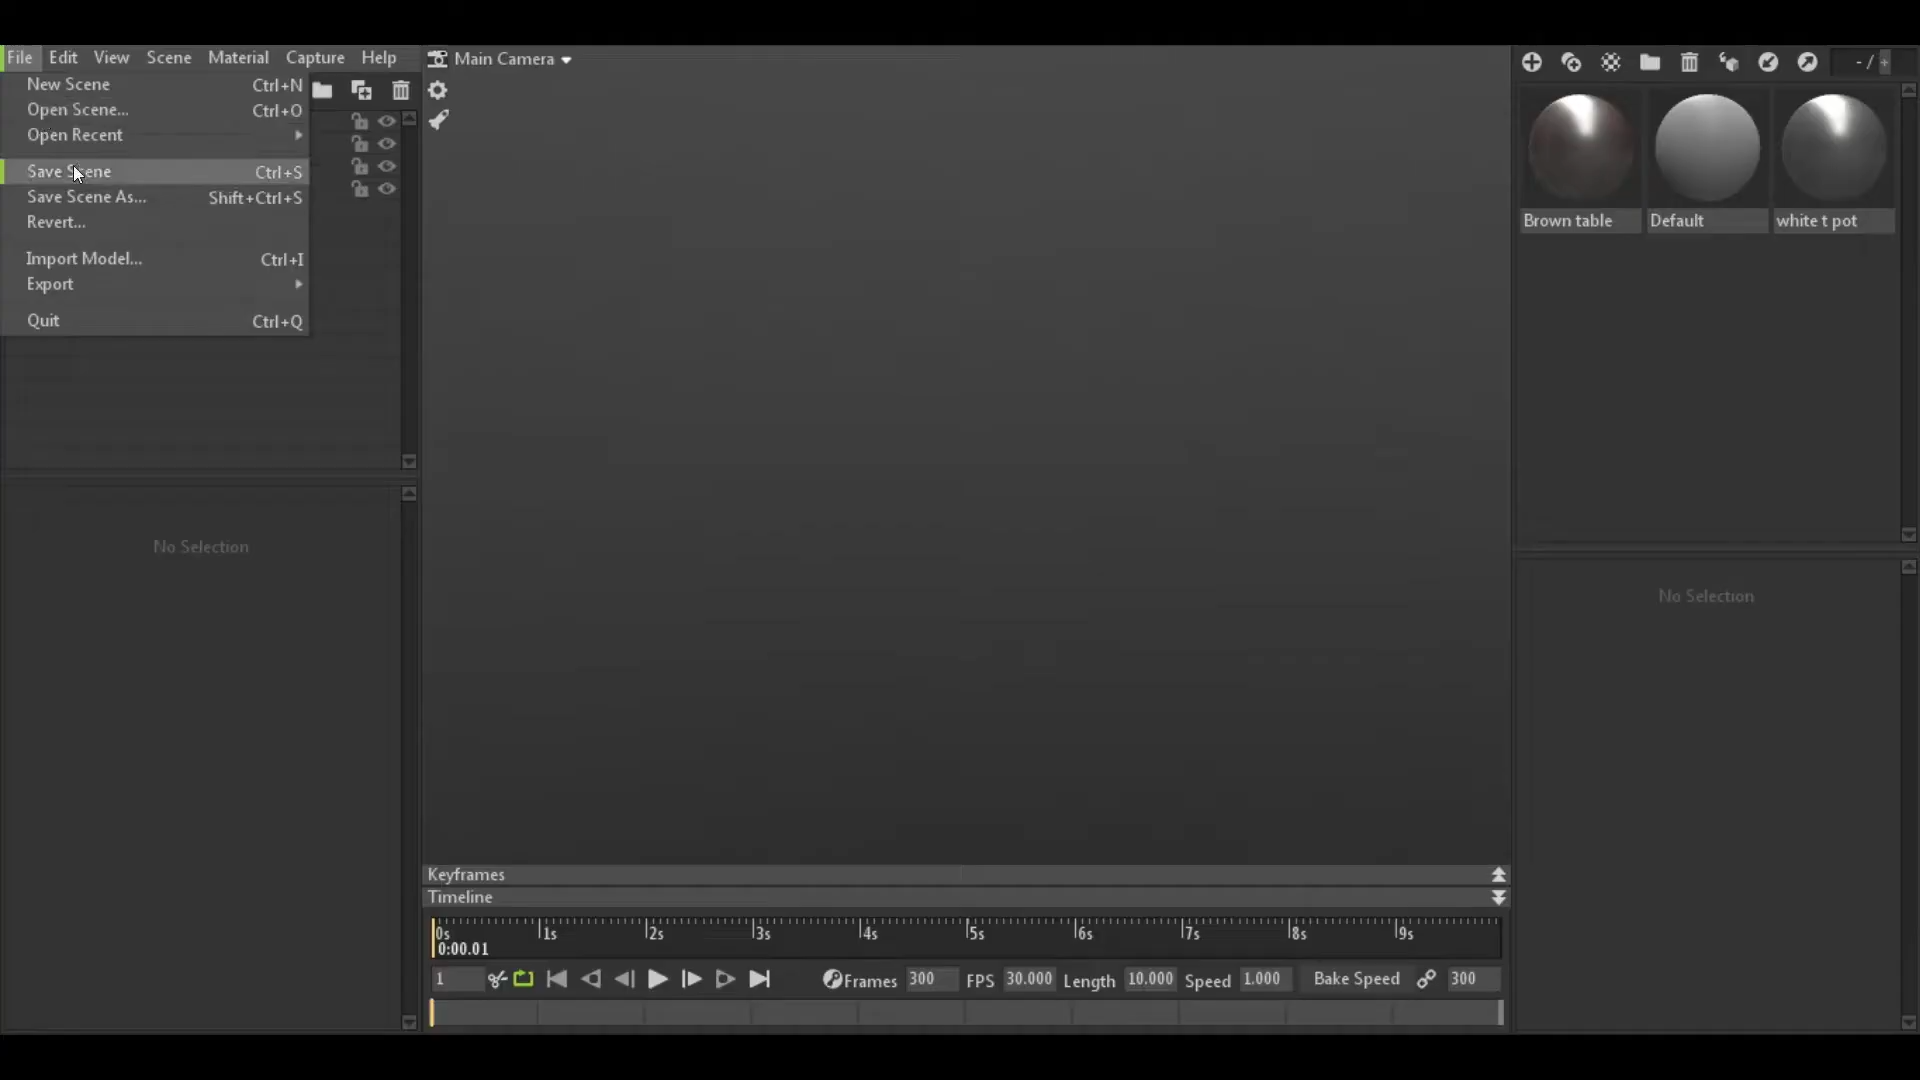 File Edit View Scene Material Capture Help
New Scene Ctrl+N
Open Scene... Ctrl+O
Open Recent
Save Scene Ctrl+S
Save Scene As... Shift+Ctrl+S
Revert...
Import Model... Ctrl+I
Export
Quit Ctrl+Q
No Selection
Main Camera
Keyframes
Timeline
0s 1s 2s 3s 4s 5s 6s 7s 8s 9s
0:00.01
1 Frames 300 FPS 30.000 Length 10.000 Speed 1.000 Bake Speed 300
- / +
Brown table Default white t pot
No Selection